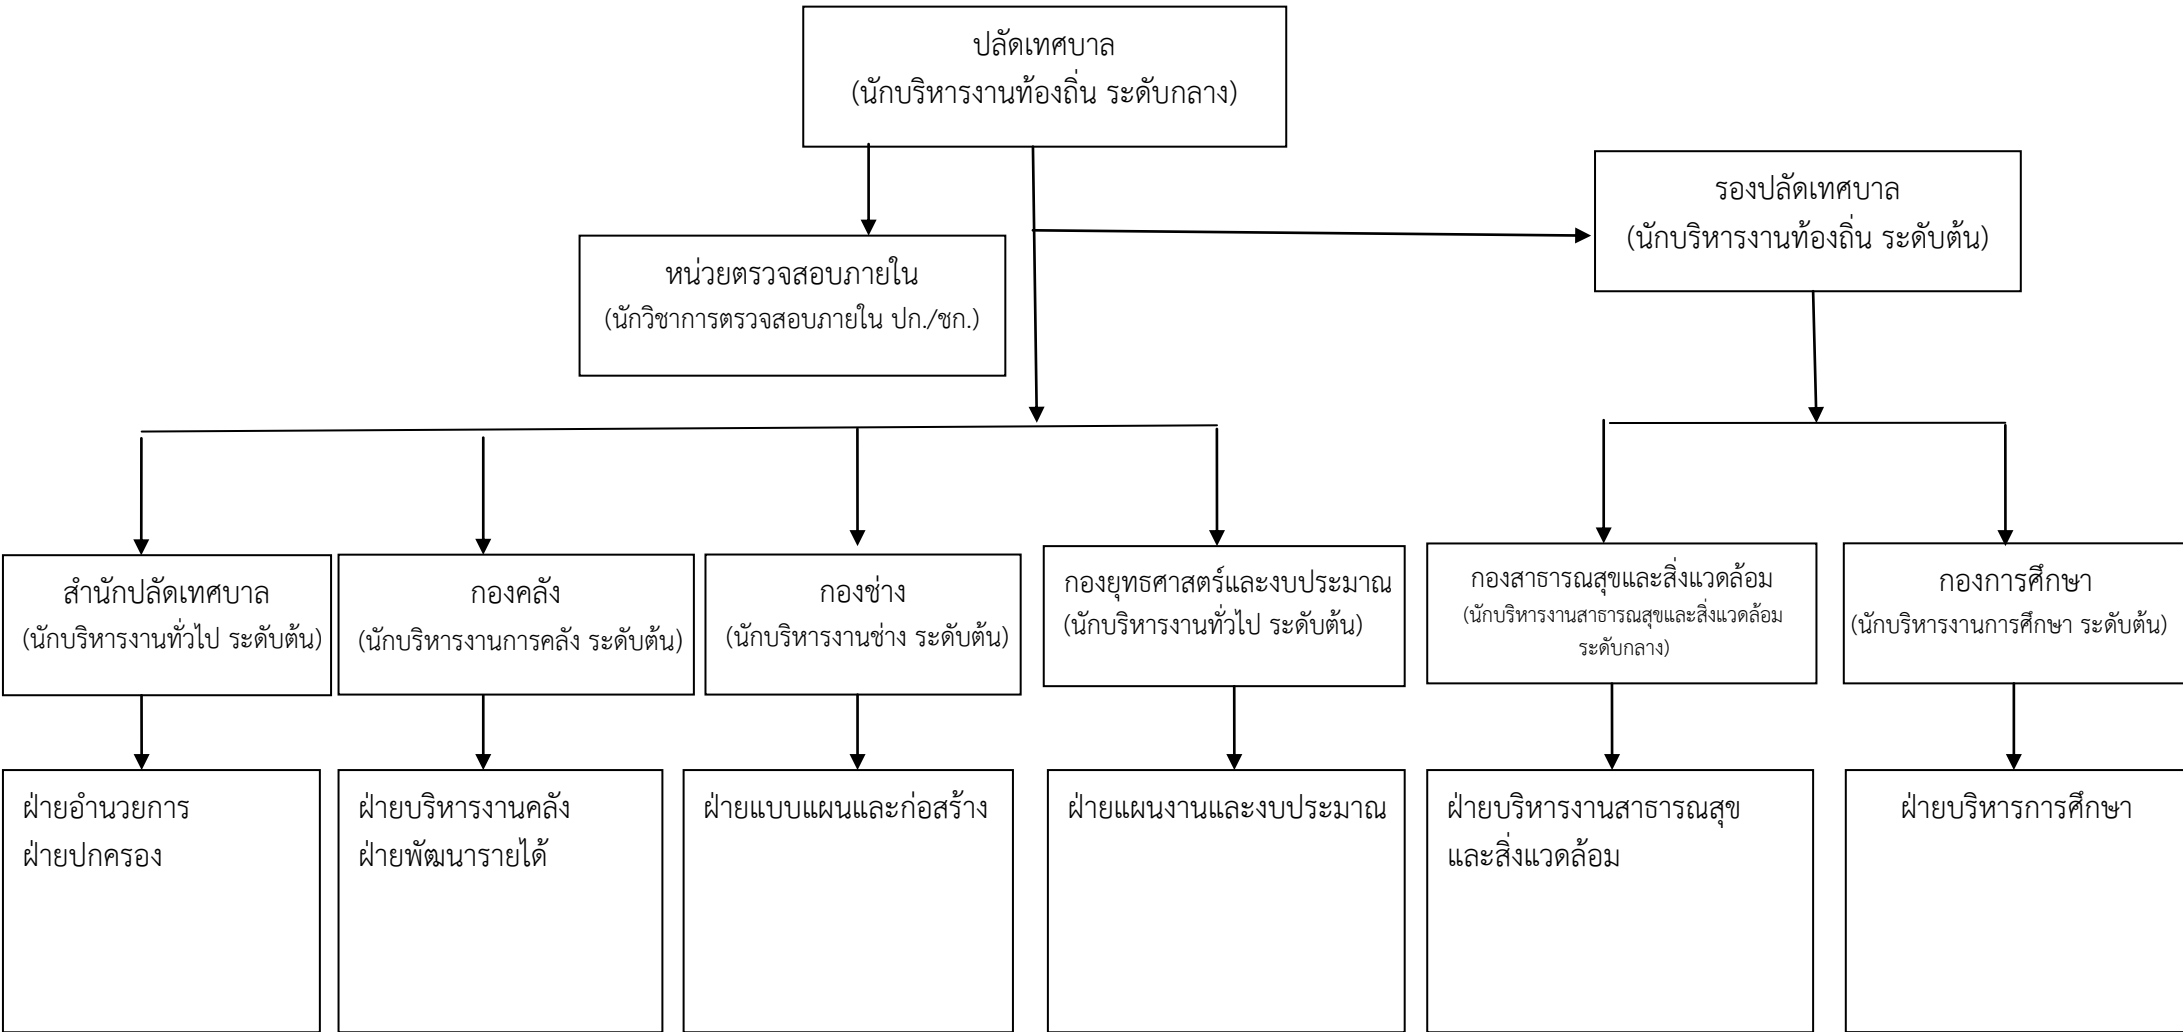 ปลัดเทศบาล
(นักบริหารงานท้องถิ่น ระดับกลาง)
รองปลัดเทศบาล
(นักบริหารงานท้องถิ่น ระดับต้น)
หน่วยตรวจสอบภายใน
(นักวิชาการตรวจสอบภายใน ปก./ชก.)
สำนักปลัดเทศบาล
(นักบริหารงานทั่วไป ระดับต้น)
กองคลัง
(นักบริหารงานการคลัง ระดับต้น)
กองช่าง
(นักบริหารงานช่าง ระดับต้น)
กองยุทธศาสตร์และงบประมาณ
(นักบริหารงานทั่วไป ระดับต้น)
กองสาธารณสุขและสิ่งแวดล้อม
(นักบริหารงานสาธารณสุขและสิ่งแวดล้อม
ระดับกลาง)
กองการศึกษา
(นักบริหารงานการศึกษา ระดับต้น)
ฝ่ายอำนวยการ
ฝ่ายปกครอง
ฝ่ายบริหารงานคลัง
ฝ่ายพัฒนารายได้
ฝ่ายแบบแผนและก่อสร้าง
ฝ่ายแผนงานและงบประมาณ
ฝ่ายบริหารงานสาธารณสุข
และสิ่งแวดล้อม
ฝ่ายบริหารการศึกษา